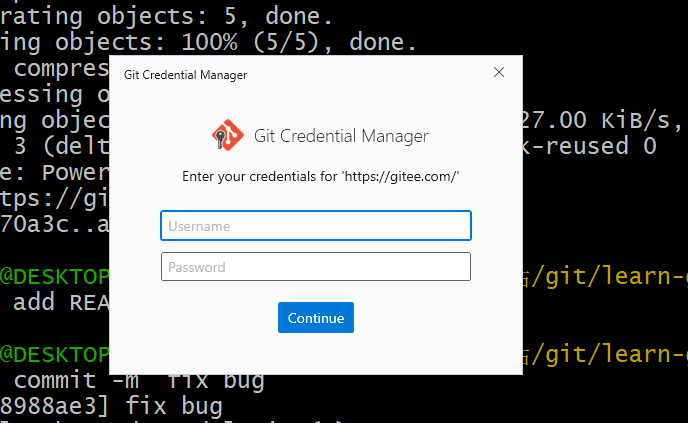 rating objects: 5, done.
ing objects: 100% (5/5), done.
Git Credential Manager
compres
essing o
Git Credential Manager
ng objec 27.00 KiB/s,
3 (delt k-reused 0
e: Power
Enter your credentials for 'https://gitee.com/'
tps://gi
70a3c..a
Username
Password
@DESKTOP /git/learn-g
add REA
Continue
@DESKTOP /git/learn-g
commit -m fix bug
8988ae3] fix bug